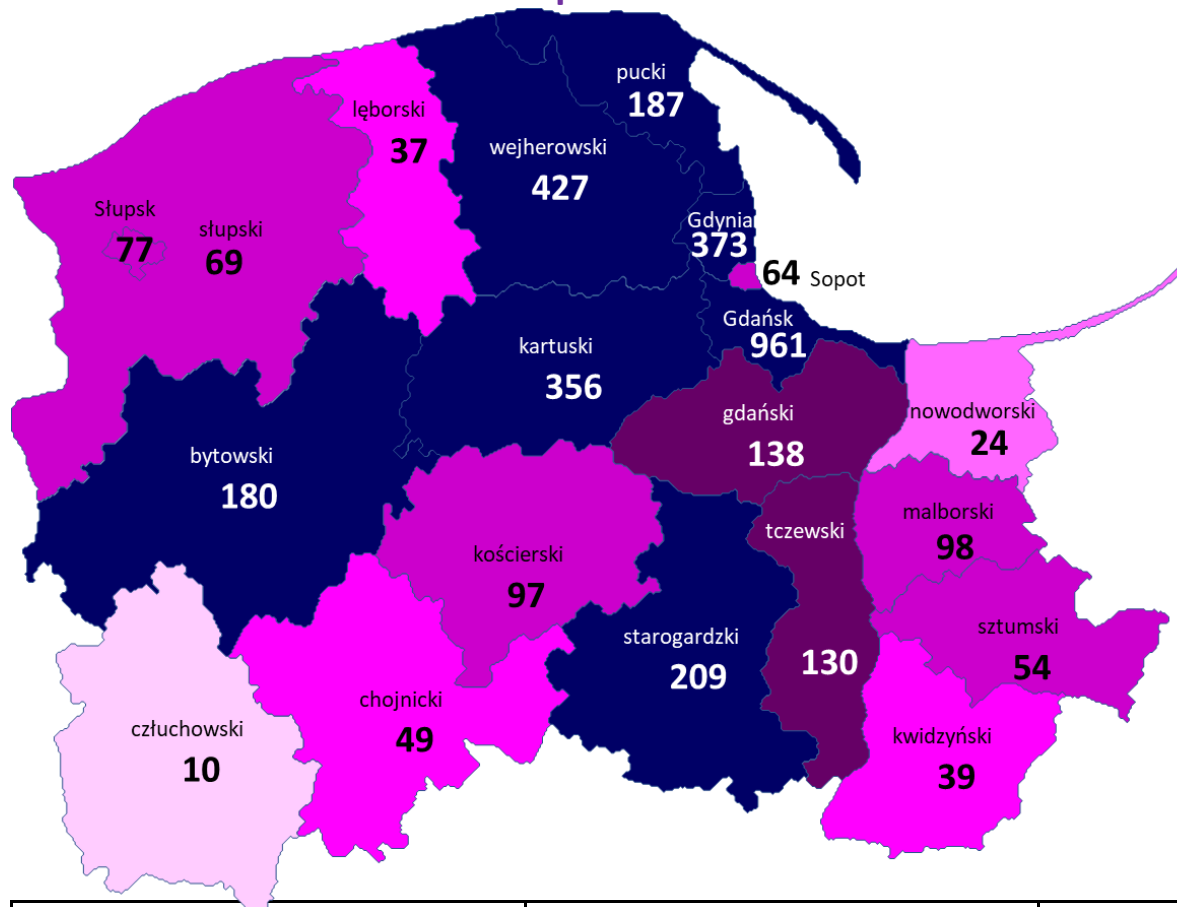 pucki
187
lęborski
37
wejherowski
427
Słupsk
77
słupski
69
Gdynia
373
64 Sopot
Gdańsk
961
kartuski
356
gdański
138
nowodworski
24
bytowski
180
malborski
98
tczewski
130
kościerski
97
starogardzki
209
sztumski
54
chojnicki
49
człuchowski
10
kwidzyński
39